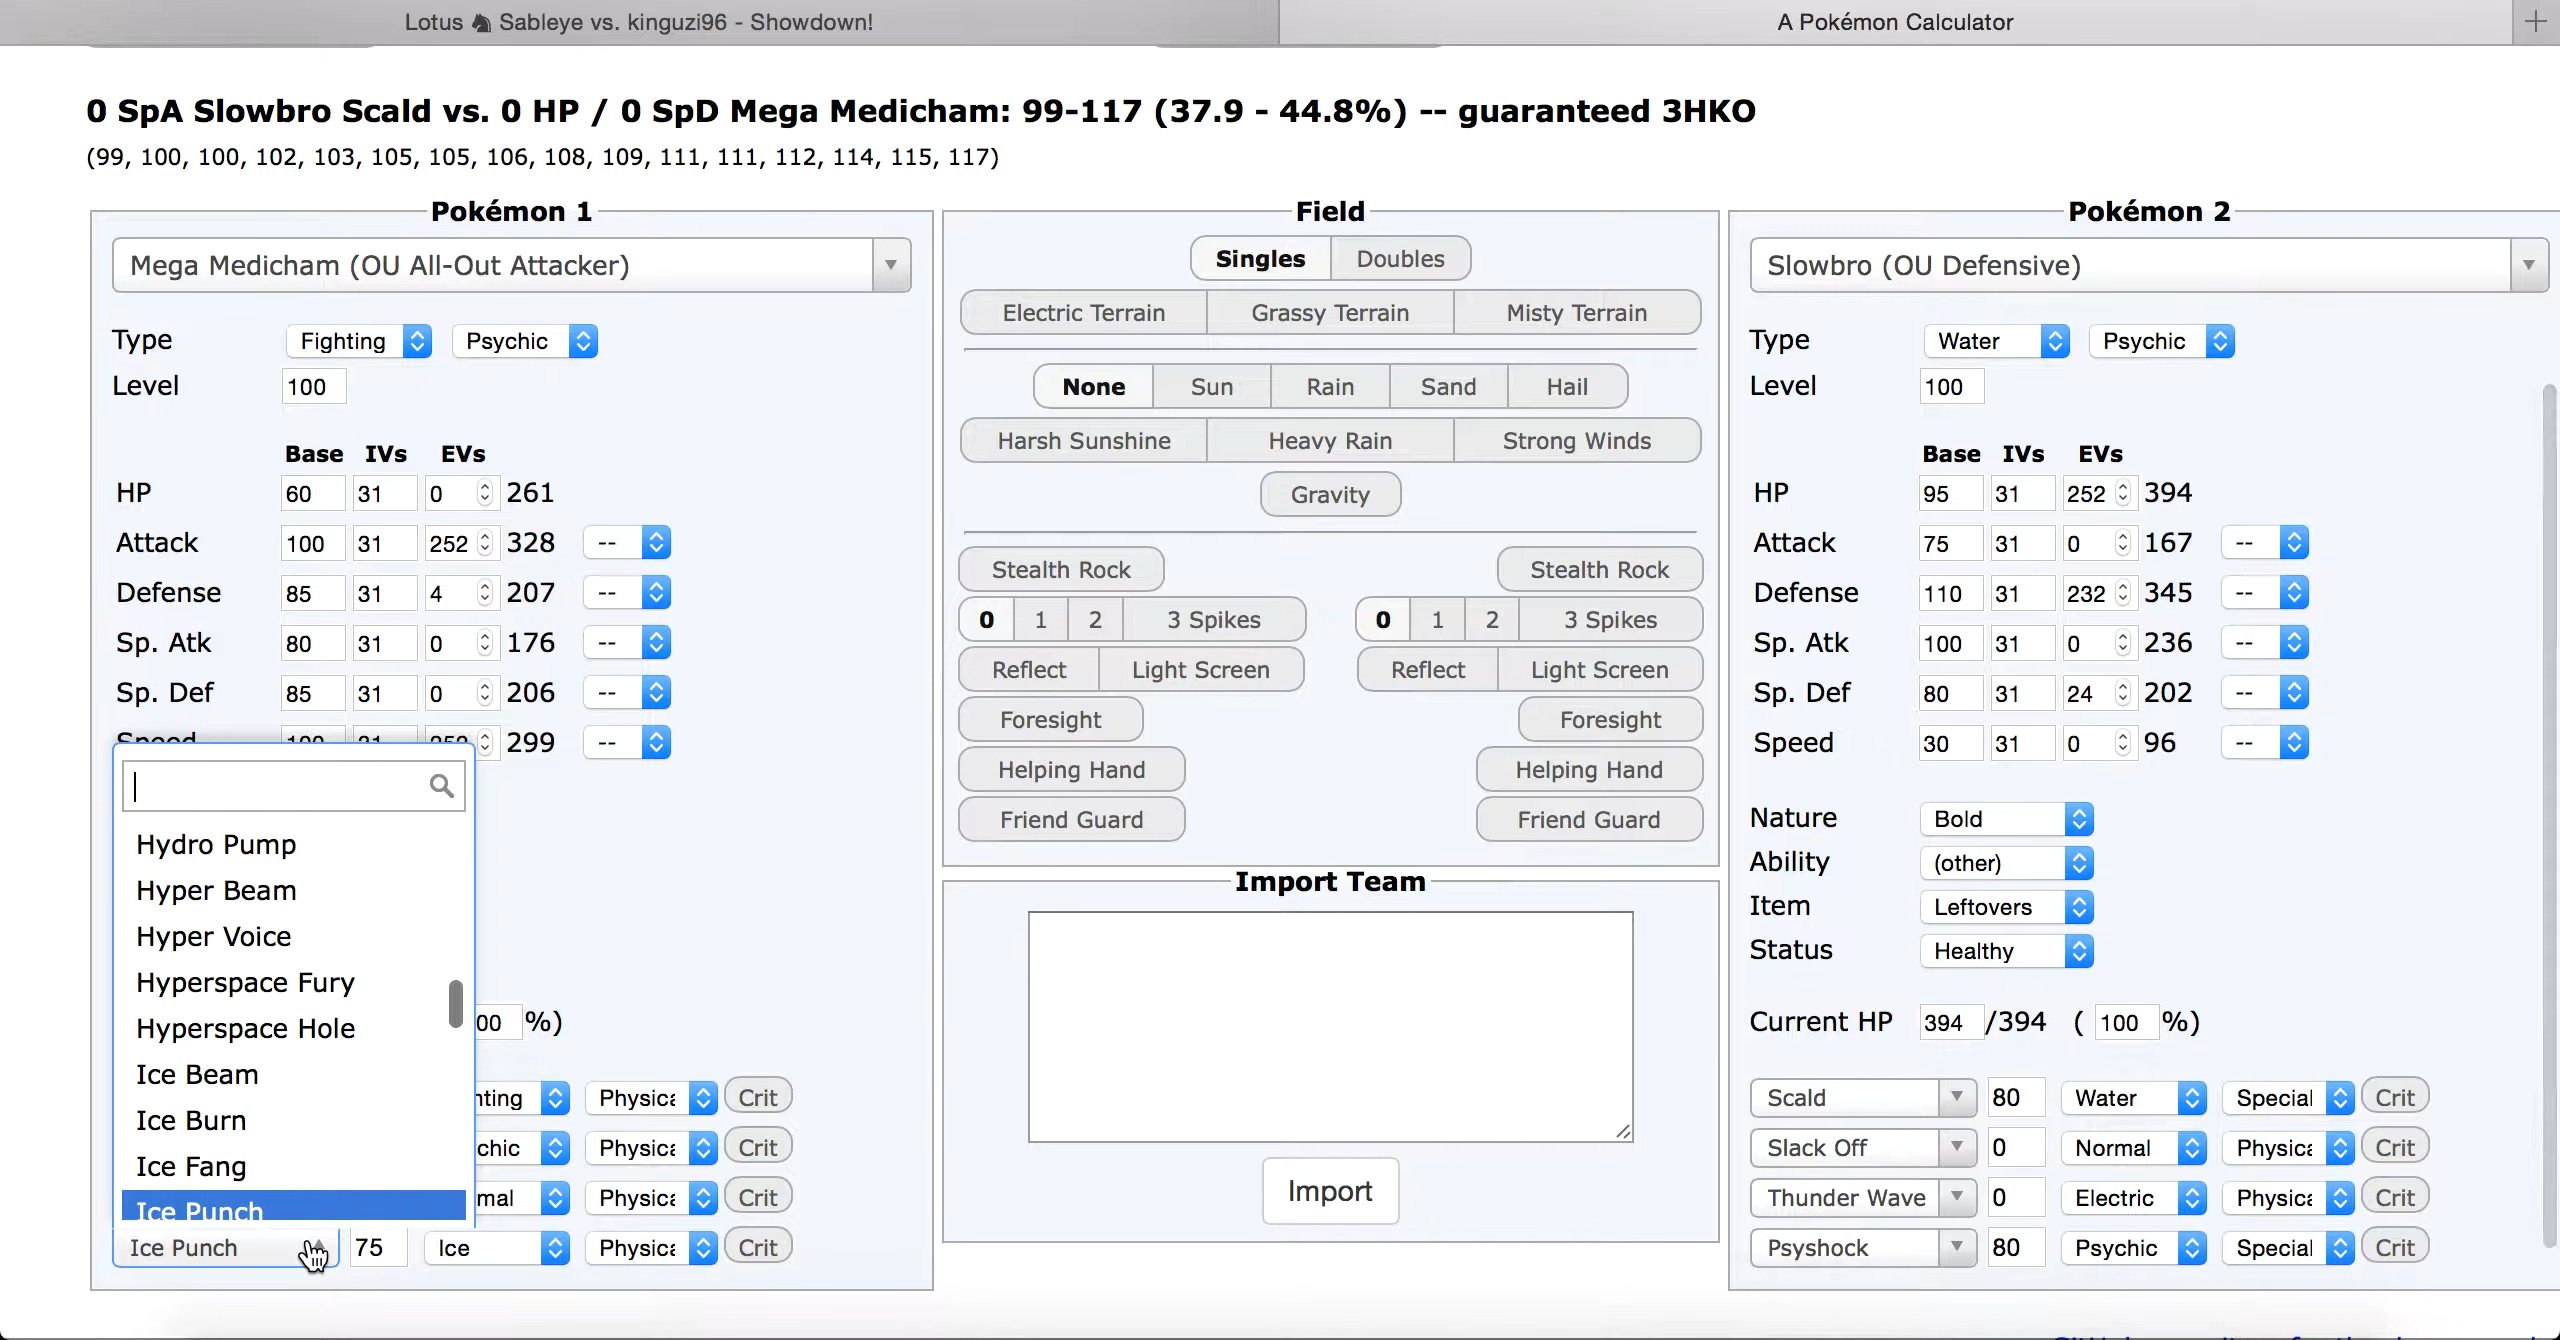 Lotus 🐴 Sableye vs. kinguzi96 - Showdown!
A Pokémon Calculator
0 SpA Slowbro Scald vs. 0 HP / 0 SpD Mega Medicham: 99-117 (37.9 - 44.8%) -- guaranteed 3HKO
(99, 100, 100, 102, 103, 105, 105, 106, 108, 109, 111, 111, 112, 114, 115, 117)
Pokémon 1
Mega Medicham (OU All-Out Attacker)
Type Fighting Psychic
Level 100
Base IVs EVs
HP 60 31 0 261
Attack 100 31 252 328 --
Defense 85 31 4 207 --
Sp. Atk 80 31 0 176 --
Sp. Def 85 31 0 206 --
Speed 299 --
Hydro Pump
Hyper Beam
Hyper Voice
Hyperspace Fury
Hyperspace Hole
Ice Beam
Ice Burn
Ice Fang
Ice Punch
00 %)
nting Physica Crit
chic Physica Crit
mal Physica Crit
Ice Punch 75 Ice Physica Crit
Field
Singles Doubles
Electric Terrain Grassy Terrain Misty Terrain
None Sun Rain Sand Hail
Harsh Sunshine Heavy Rain Strong Winds
Gravity
Stealth Rock Stealth Rock
0 1 2 3 Spikes 0 1 2 3 Spikes
Reflect Light Screen Reflect Light Screen
Foresight Foresight
Helping Hand Helping Hand
Friend Guard Friend Guard
Import Team
Import
Pokémon 2
Slowbro (OU Defensive)
Type Water Psychic
Level 100
Base IVs EVs
HP 95 31 252 394
Attack 75 31 0 167 --
Defense 110 31 232 345 --
Sp. Atk 100 31 0 236 --
Sp. Def 80 31 24 202 --
Speed 30 31 0 96 --
Nature Bold
Ability (other)
Item Leftovers
Status Healthy
Current HP 394 /394 ( 100 %)
Scald 80 Water Special Crit
Slack Off 0 Normal Physica Crit
Thunder Wave 0 Electric Physica Crit
Psyshock 80 Psychic Special Crit